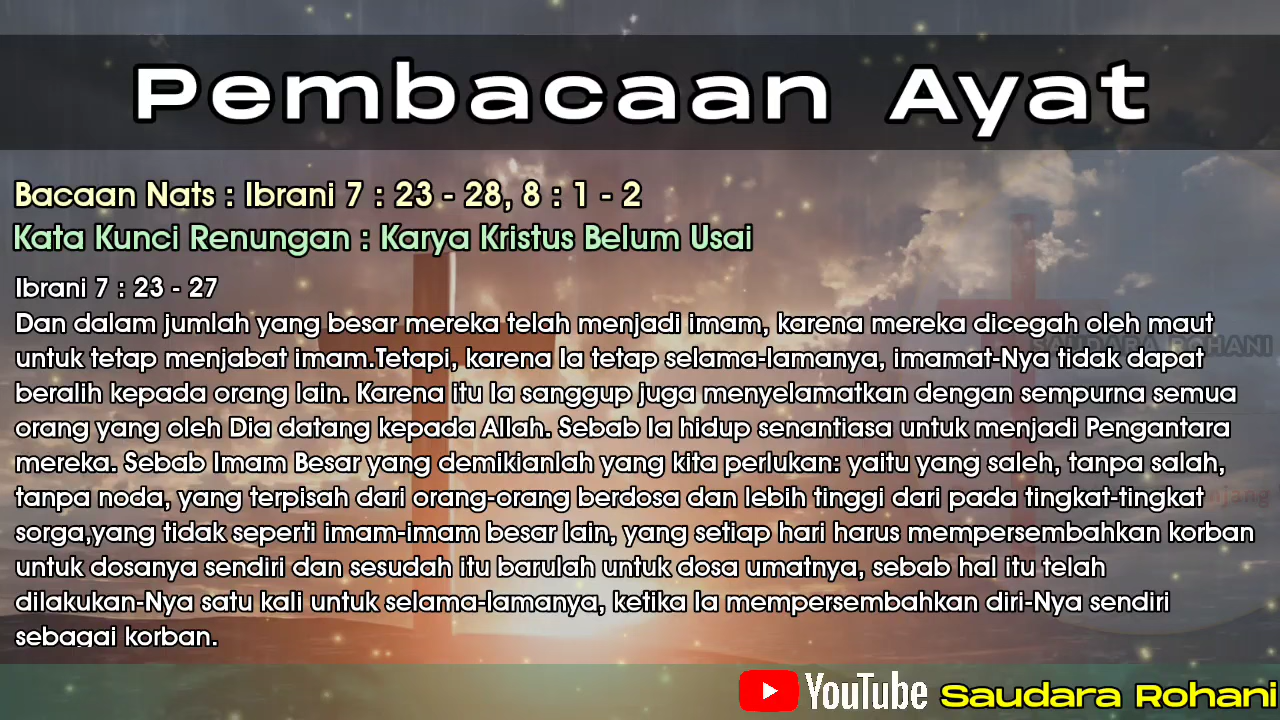 Pembacaan Ayat
Bacaan Nats : Ibrani 7 : 23 - 28, 8 : 1 - 2
Kata Kunci Renungan : Karya Kristus Belum Usai
Ibrani 7 : 23 - 27
Dan dalam jumlah yang besar mereka telah menjadi imam, karena mereka dicegah oleh maut
untuk tetap menjabat imam.Tetapi, karena Ia tetap selama-lamanya, imamat-Nya tidak dapat
beralih kepada orang lain. Karena itu Ia sanggup juga menyelamatkan dengan sempurna semua
orang yang oleh Dia datang kepada Allah. Sebab Ia hidup senantiasa untuk menjadi Pengantara
mereka. Sebab Imam Besar yang demikianlah yang kita perlukan: yaitu yang saleh, tanpa salah,
tanpa noda, yang terpisah dari orang-orang berdosa dan lebih tinggi dari pada tingkat-tingkat
sorga,yang tidak seperti imam-imam besar lain, yang setiap hari harus mempersembahkan korban
untuk dosanya sendiri dan sesudah itu barulah untuk dosa umatnya, sebab hal itu telah
dilakukan-Nya satu kali untuk selama-lamanya, ketika Ia mempersembahkan diri-Nya sendiri
sebagai korban.
SAUDARA ROHANI
YouTube Saudara Rohani